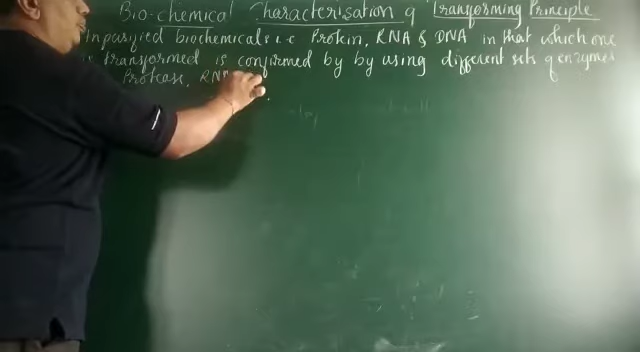 Bio-chemical Characterisation of Transforming Principle
In purified biochemicals i.e Protein, RNA & DNA in that which one
is transformed is confirmed by by using different sets of enzymes
Protease, RN